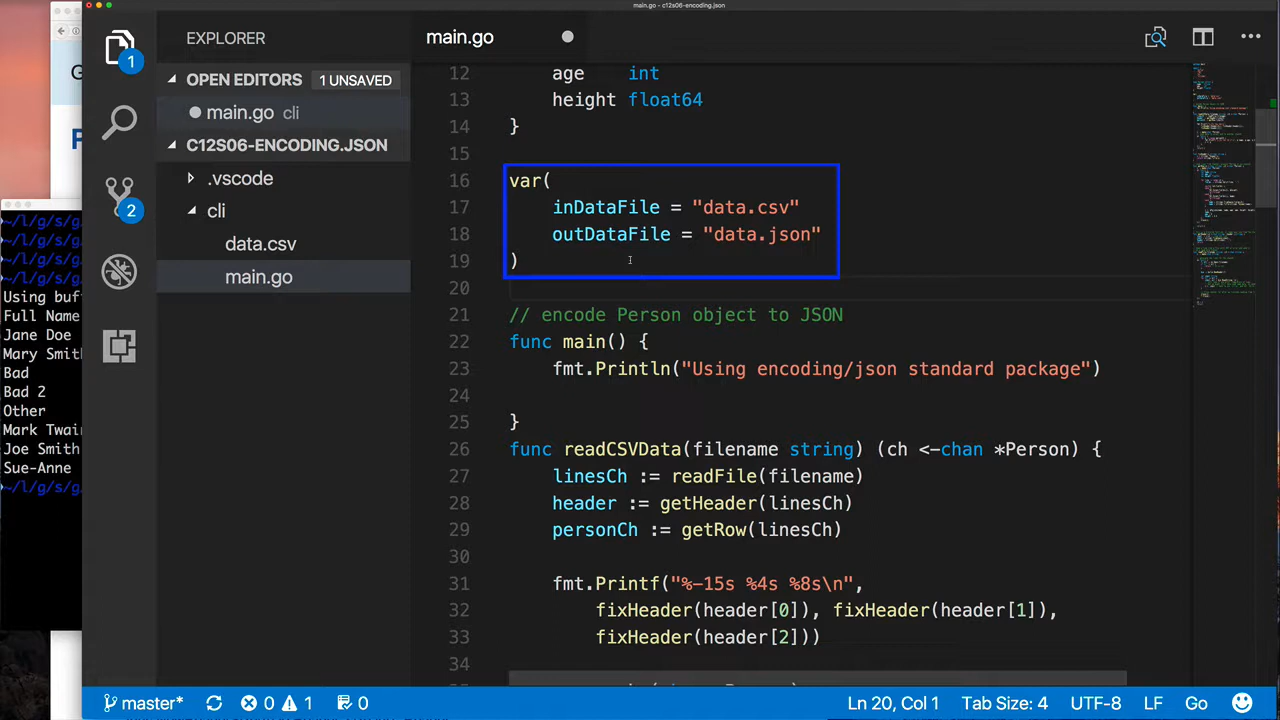 main.go - c12s06-encoding.json
EXPLORER
OPEN EDITORS 1 UNSAVED
main.go cli
C12S06-ENCODING.JSON
.vscode
cli
data.csv
main.go
1
2
main.go
12 age int
13 height float64
14 }
15
16 var(
17 inDataFile = "data.csv"
18 outDataFile = "data.json"
19 )
20
21 // encode Person object to JSON
22 func main() {
23 fmt.Println("Using encoding/json standard package")
24
25 }
26 func readCSVData(filename string) (ch <-chan *Person) {
27 linesCh := readFile(filename)
28 header := getHeader(linesCh)
29 personCh := getRow(linesCh)
30
31 fmt.Printf("%-15s %4s %8s\n",
32 fixHeader(header[0]), fixHeader(header[1]),
33 fixHeader(header[2]))
34
~/l/g/s/g
~/l/g/s/g
~/l/g/s/g
~/l/g/s/g
Using buf
Full Name
Jane Doe
Mary Smith
Bad
Bad 2
Other
Mark Twai
Joe Smith
Sue-Anne
~/l/g/s/g
master* 0 1 0 Ln 20, Col 1 Tab Size: 4 UTF-8 LF Go